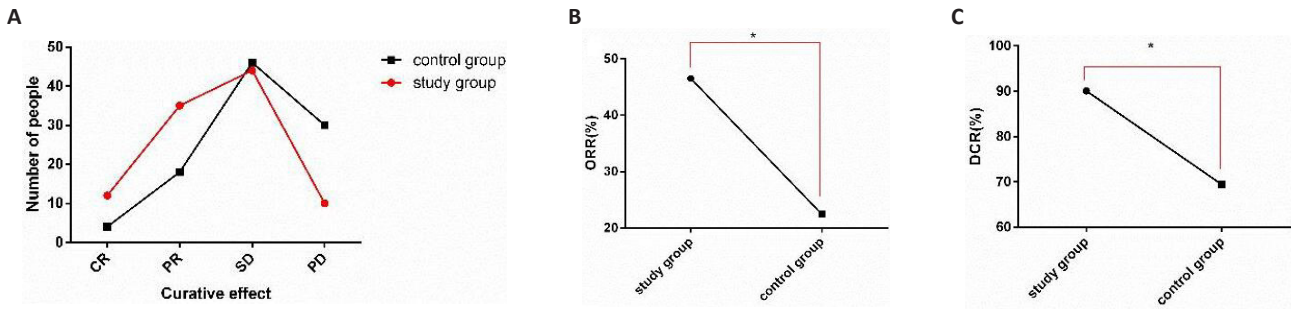 A
50
40
30
20
10
0
Number of people
CR
PR
SD
PD
Curative effect
control group
study group
B
*
50
40
30
20
ORR(%)
study group
control group
C
*
100
90
80
70
60
DCR(%)
study group
control group